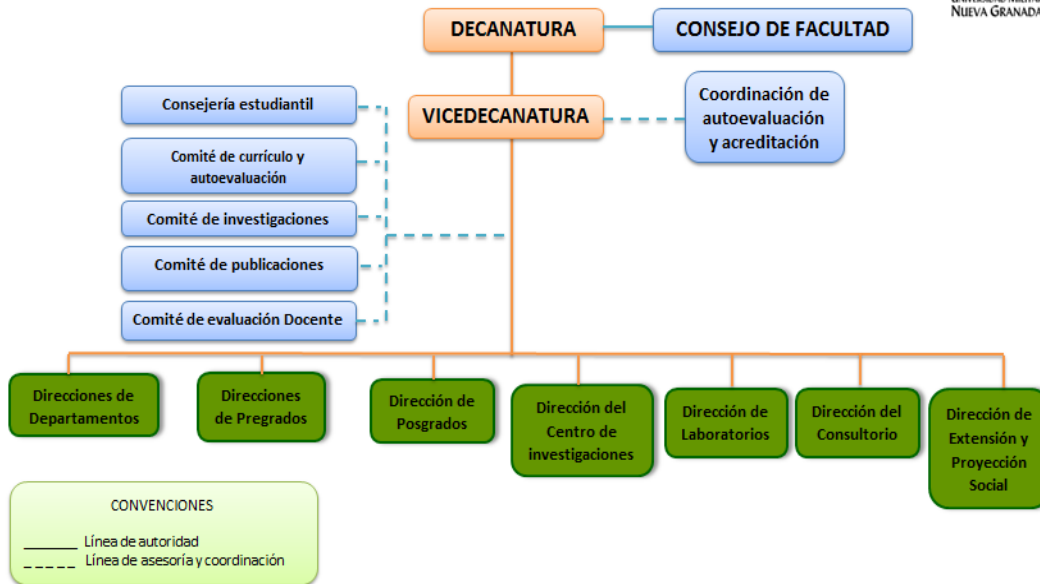 NUEVA GRANADA
DECANATURA
CONSEJO DE FACULTAD
VICEDECANATURA
Coordinación de
autoevaluación
y acreditación
Consejería estudiantil
Comité de currículo y
autoevaluación
Comité de investigaciones
Comité de publicaciones
Comité de evaluación Docente
Direcciones de
Departamentos
Direcciones
de Pregrados
Dirección de
Posgrados
Dirección del
Centro de
investigaciones
Dirección de
Laboratorios
Dirección del
Consultorio
Dirección de
Extensión y
Proyección
Social
CONVENCIONES
Línea de autoridad
Línea de asesoría y coordinación